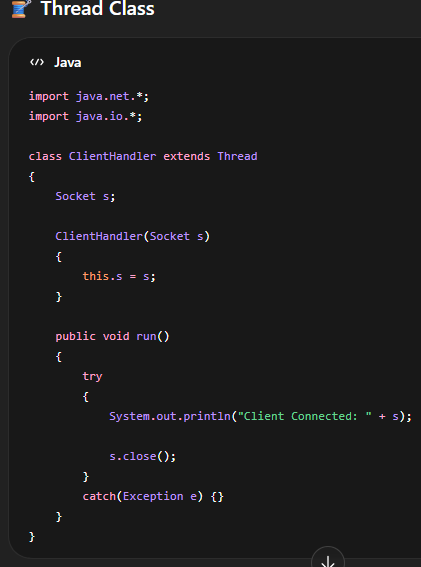 Thread Class
Java
import java.net.*;
import java.io.*;
class ClientHandler extends Thread
{
    Socket s;
    ClientHandler(Socket s)
    {
        this.s = s;
    }
    public void run()
    {
        try
        {
            System.out.println("Client Connected: " + s);
            s.close();
        }
        catch(Exception e) {}
    }
}